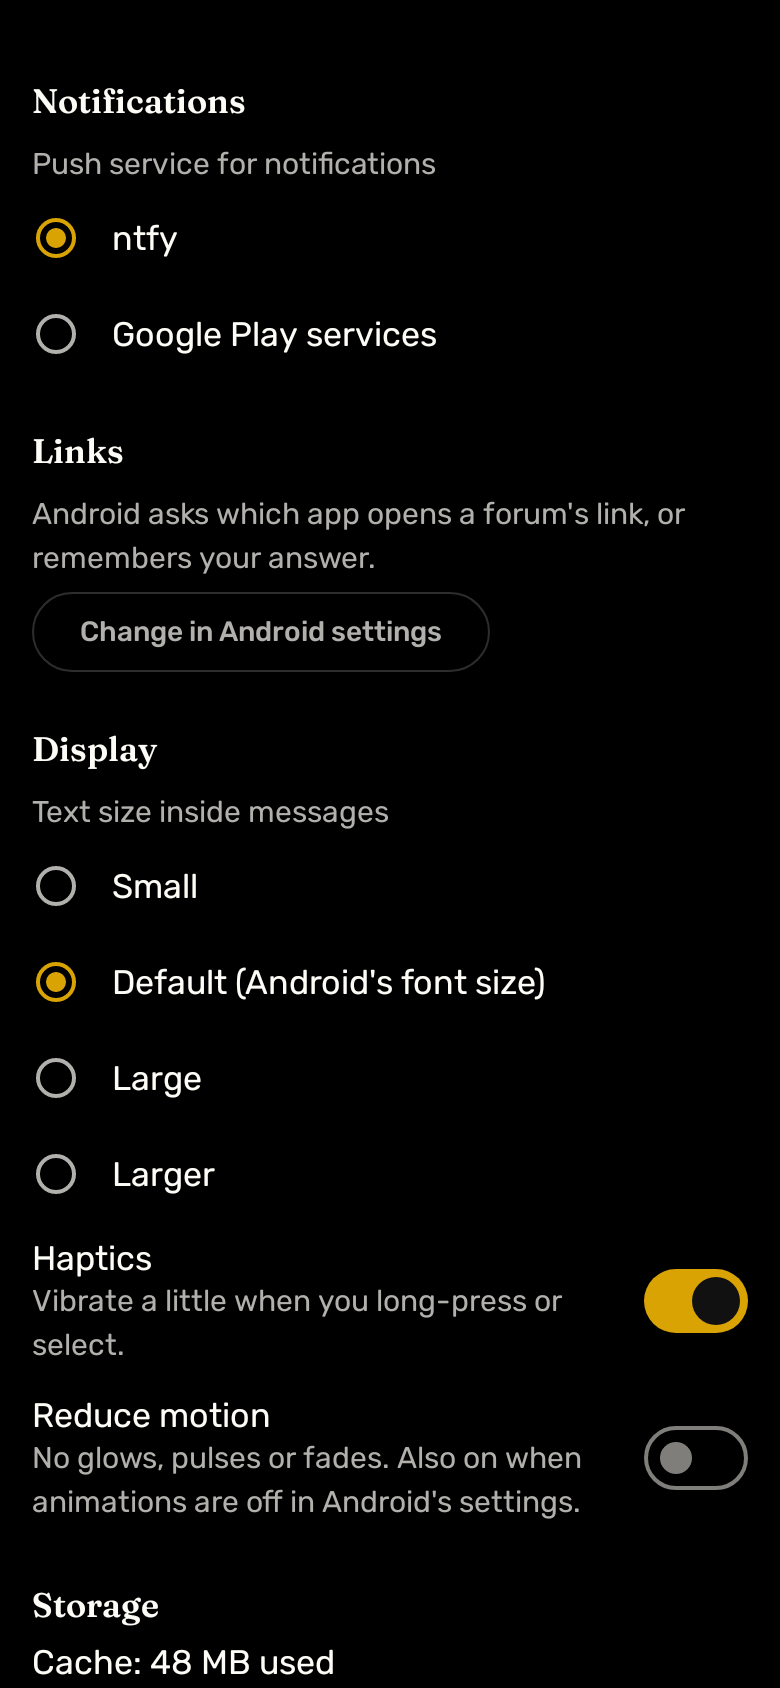 Notifications
Push service for notifications
ntfy
Google Play services
Links
Android asks which app opens a forum's link, or
remembers your answer.
Change in Android settings
Display
Text size inside messages
Small
Default (Android's font size)
Large
Larger
Haptics
Vibrate a little when you long-press or
select.
Reduce motion
No glows, pulses or fades. Also on when
animations are off in Android's settings.
Storage
Cache: 48 MB used